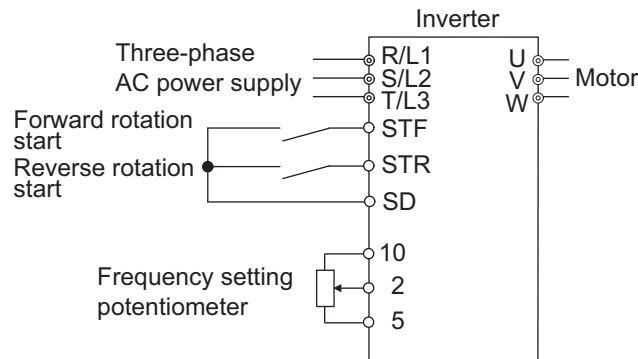 Inverter
Three-phase
AC power supply
R/L1
S/L2
T/L3
U
V
W
Motor
Forward rotation
start
STF
Reverse rotation
start
STR
SD
Frequency setting
potentiometer
10
2
5